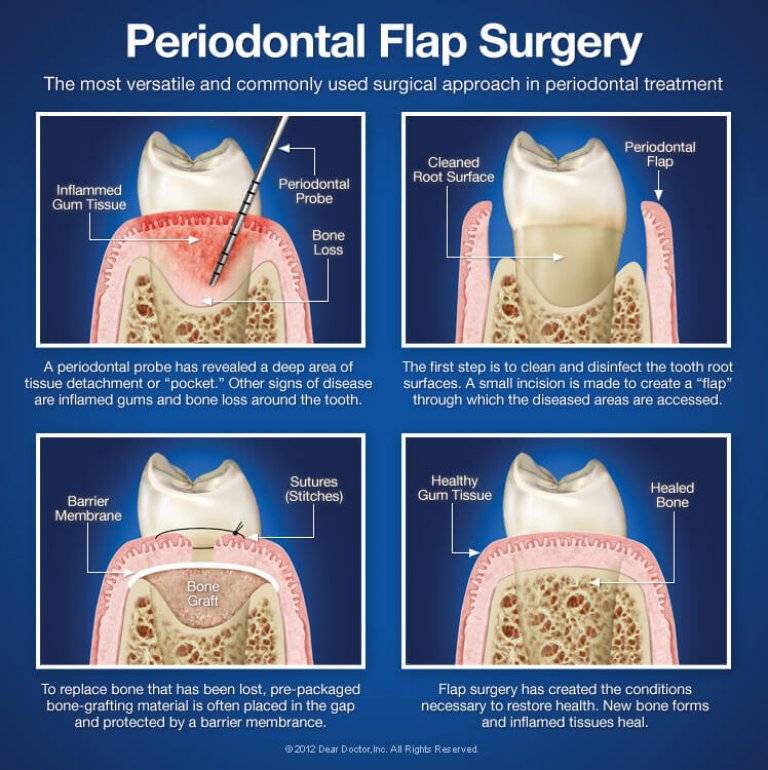 Periodontal Flap Surgery
The most versatile and commonly used surgical approach in periodontal treatment
Inflammed
Gum Tissue
Periodontal
Probe
Bone
Loss
A periodontal probe has revealed a deep area of
tissue detachment or “pocket.” Other signs of disease
are inflamed gums and bone loss around the tooth.
Cleaned
Root Surface
Periodontal
Flap
The first step is to clean and disinfect the tooth root
surfaces. A small incision is made to create a “flap”
through which the diseased areas are accessed.
Barrier
Membrane
Sutures
(Stitches)
Bone
Graft
To replace bone that has been lost, pre-packaged
bone-grafting material is often placed in the gap
and protected by a barrier membrance.
Healthy
Gum Tissue
Healed
Bone
Flap surgery has created the conditions
necessary to restore health. New bone forms
and inflamed tissues heal.
©2012 Dear Doctor,Inc. All Rights Reserved.